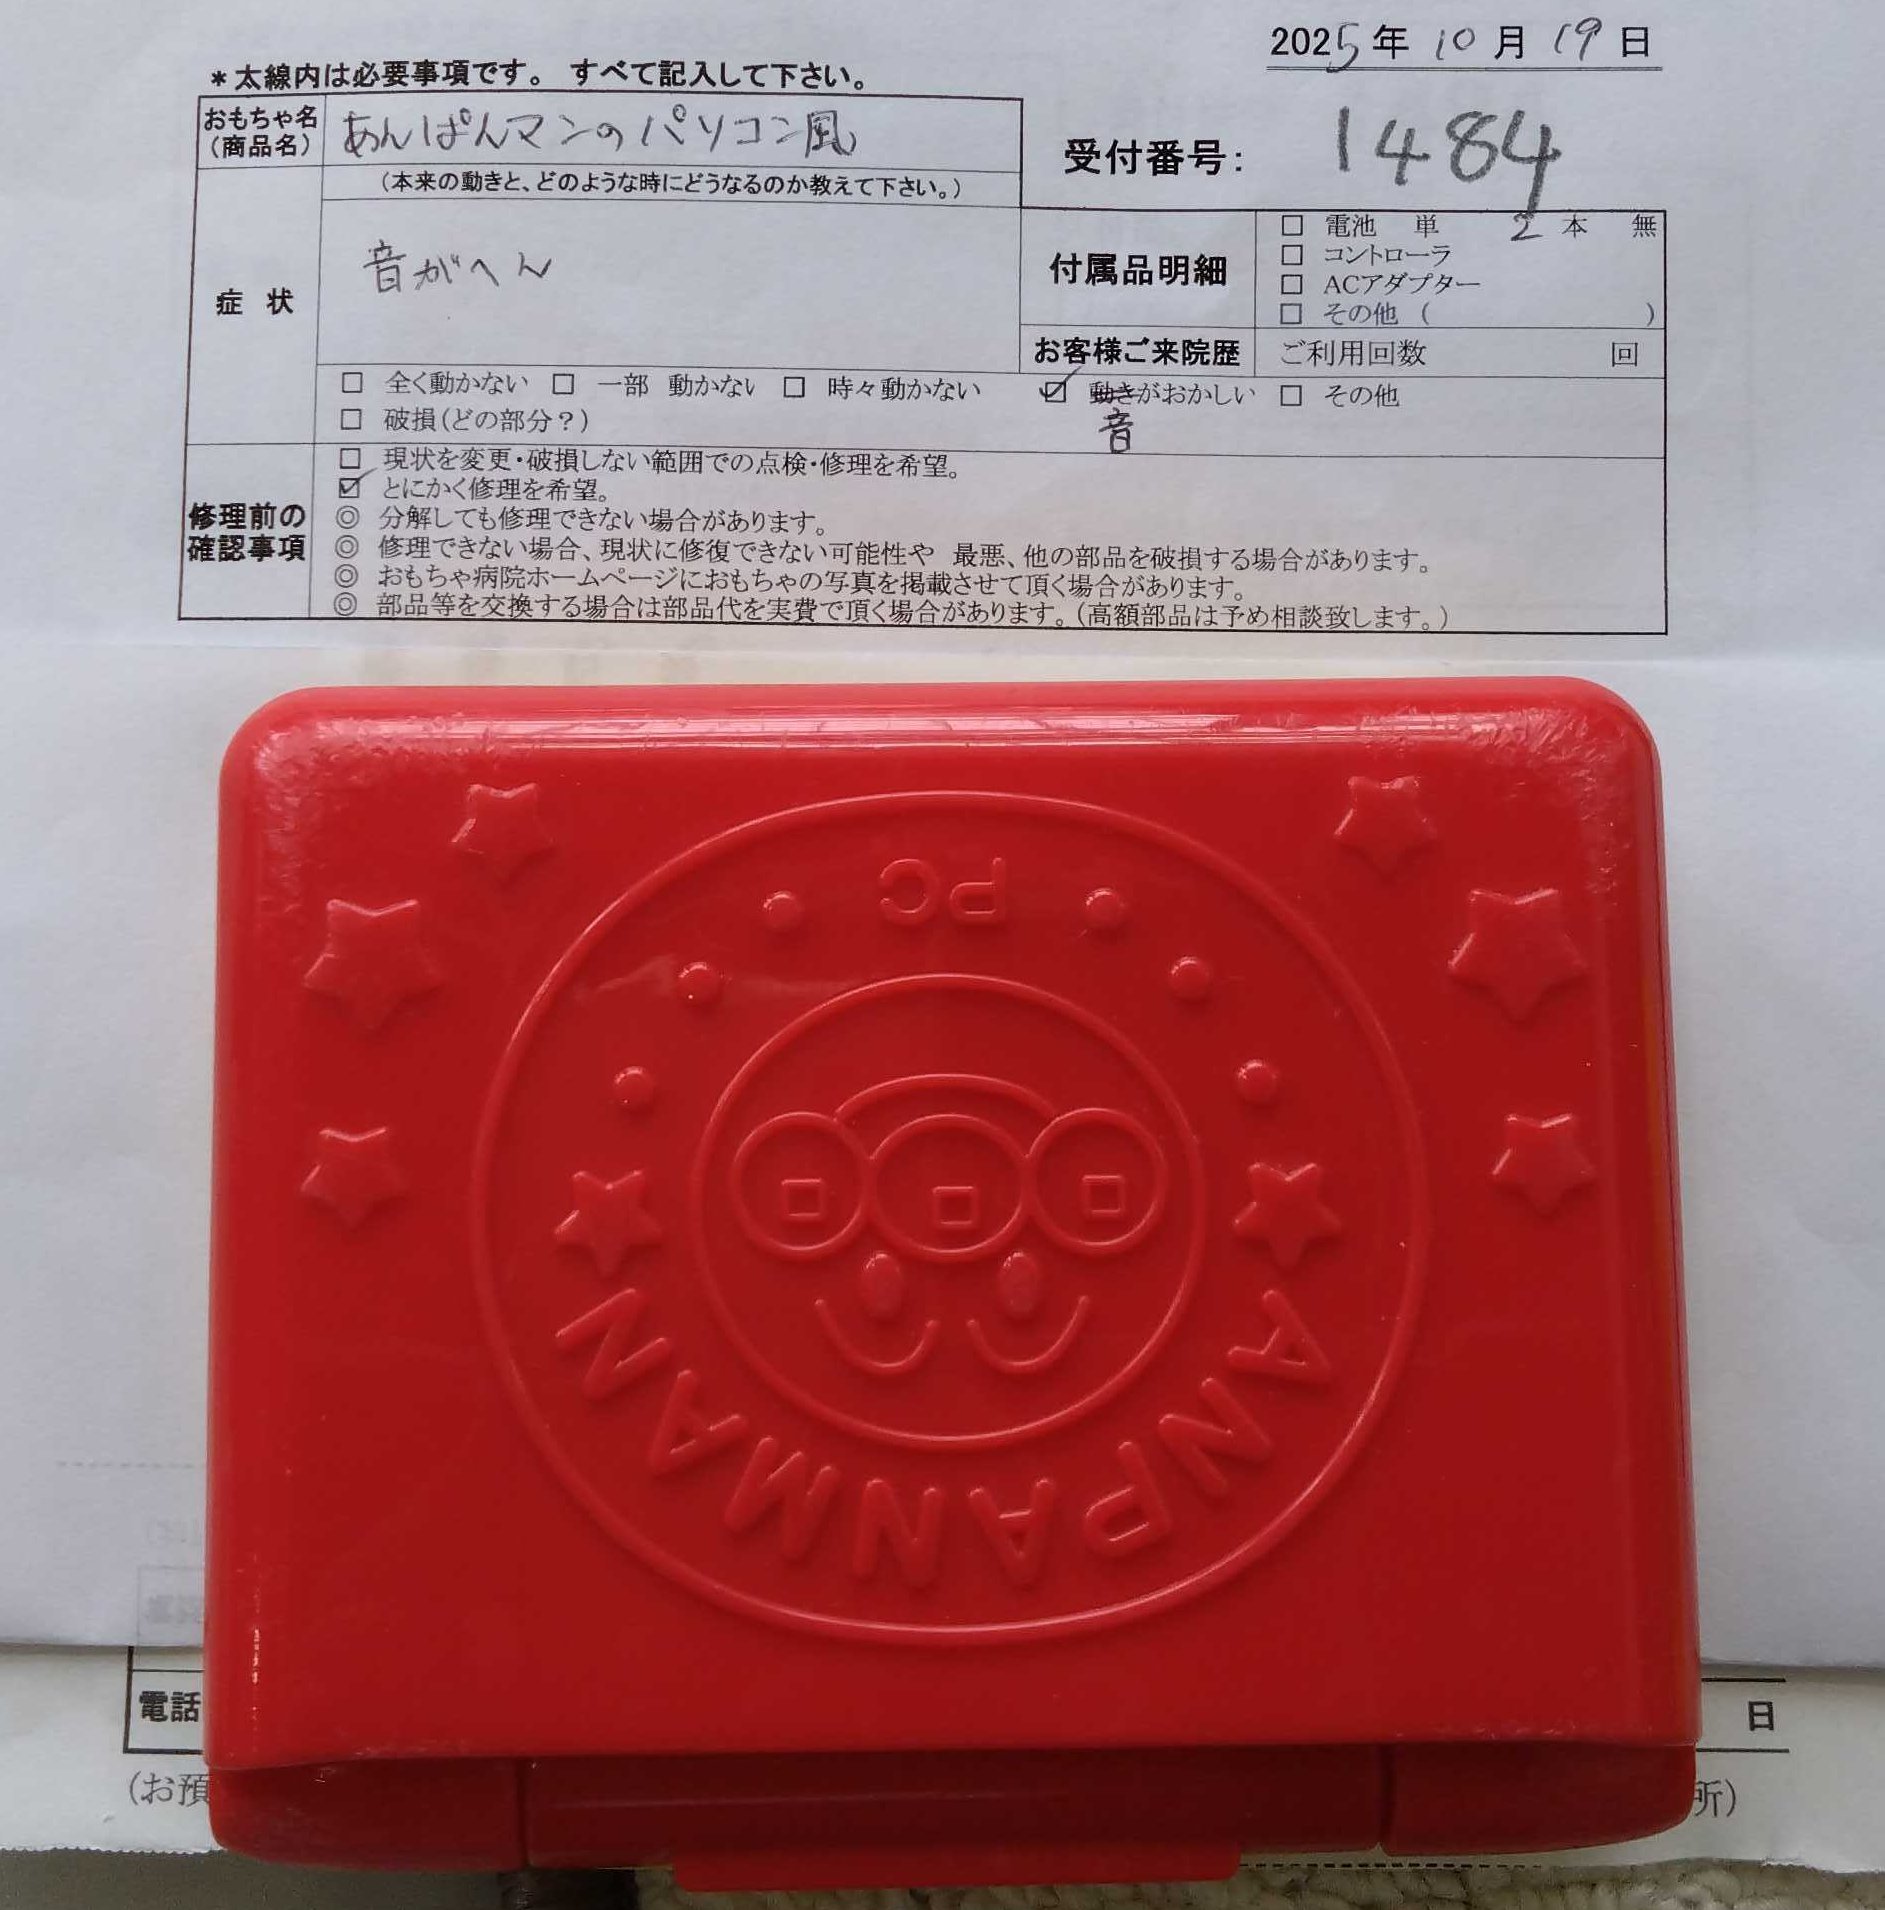 2025年 10月 19日
＊太線内は必要事項です。 すべて記入して下さい。
おもちゃ名
(商品名)
あんぱんマンのパソコン風
受付番号: 1484
(本来の動きと、どのような時にどうなるのか教えて下さい。)
症 状
音がへん
付属品明細
□ 電池 単 2 本 無
□ コントローラ
□ ACアダプター
□ その他 ( )
お客様ご来院歴 ご利用回数 回
□ 全く動かない □ 一部 動かない □ 時々動かない ☑ 動きがおかしい □ その他
音
□ 破損(どの部分?)
修理前の
確認事項
□ 現状を変更・破損しない範囲での点検・修理を希望。
☑ とにかく修理を希望。
◎ 分解しても修理できない場合があります。
◎ 修理できない場合、現状に修復できない可能性や 最悪、他の部品を破損する場合があります。
◎ おもちゃ病院ホームページにおもちゃの写真を掲載させて頂く場合があります。
◎ 部品等を交換する場合は部品代を実費で頂く場合があります。(高額部品は予め相談致します。)
PC
ANPANMAN
電話
日
(お預
所)